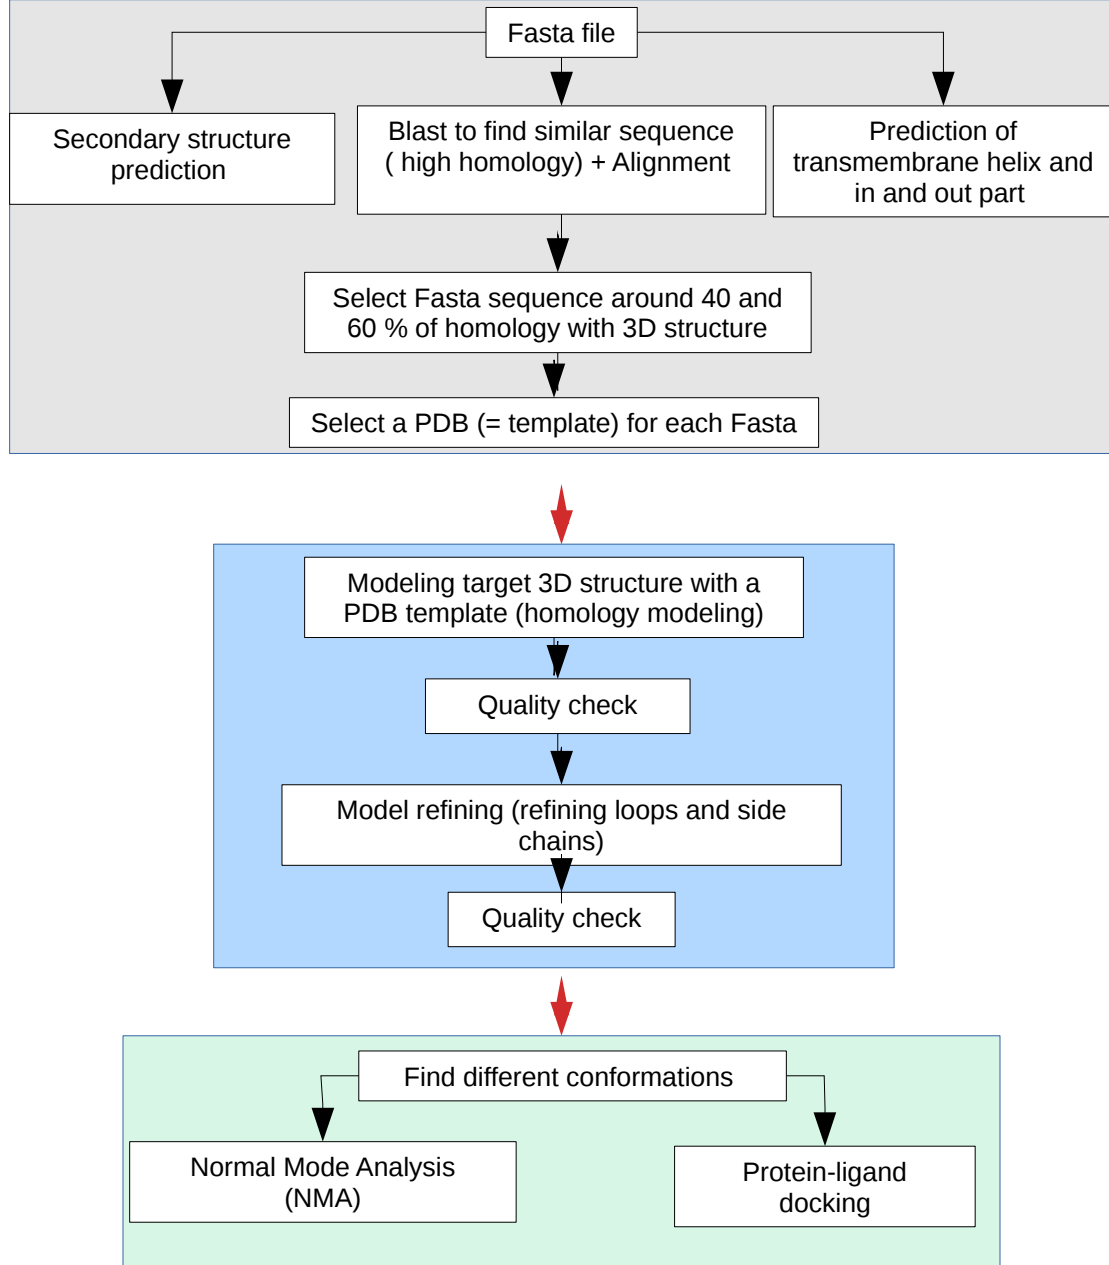 Fasta file
Secondary structure
prediction
Blast to find similar sequence
( high homology) + Alignment
Prediction of
transmembrane helix and
in and out part
Select Fasta sequence around 40 and
60 % of homology with 3D structure
Select a PDB (= template) for each Fasta
Modeling target 3D structure with a
PDB template (homology modeling)
Quality check
Model refining (refining loops and side
chains)
Quality check
Find different conformations
Normal Mode Analysis
(NMA)
Protein-ligand
docking